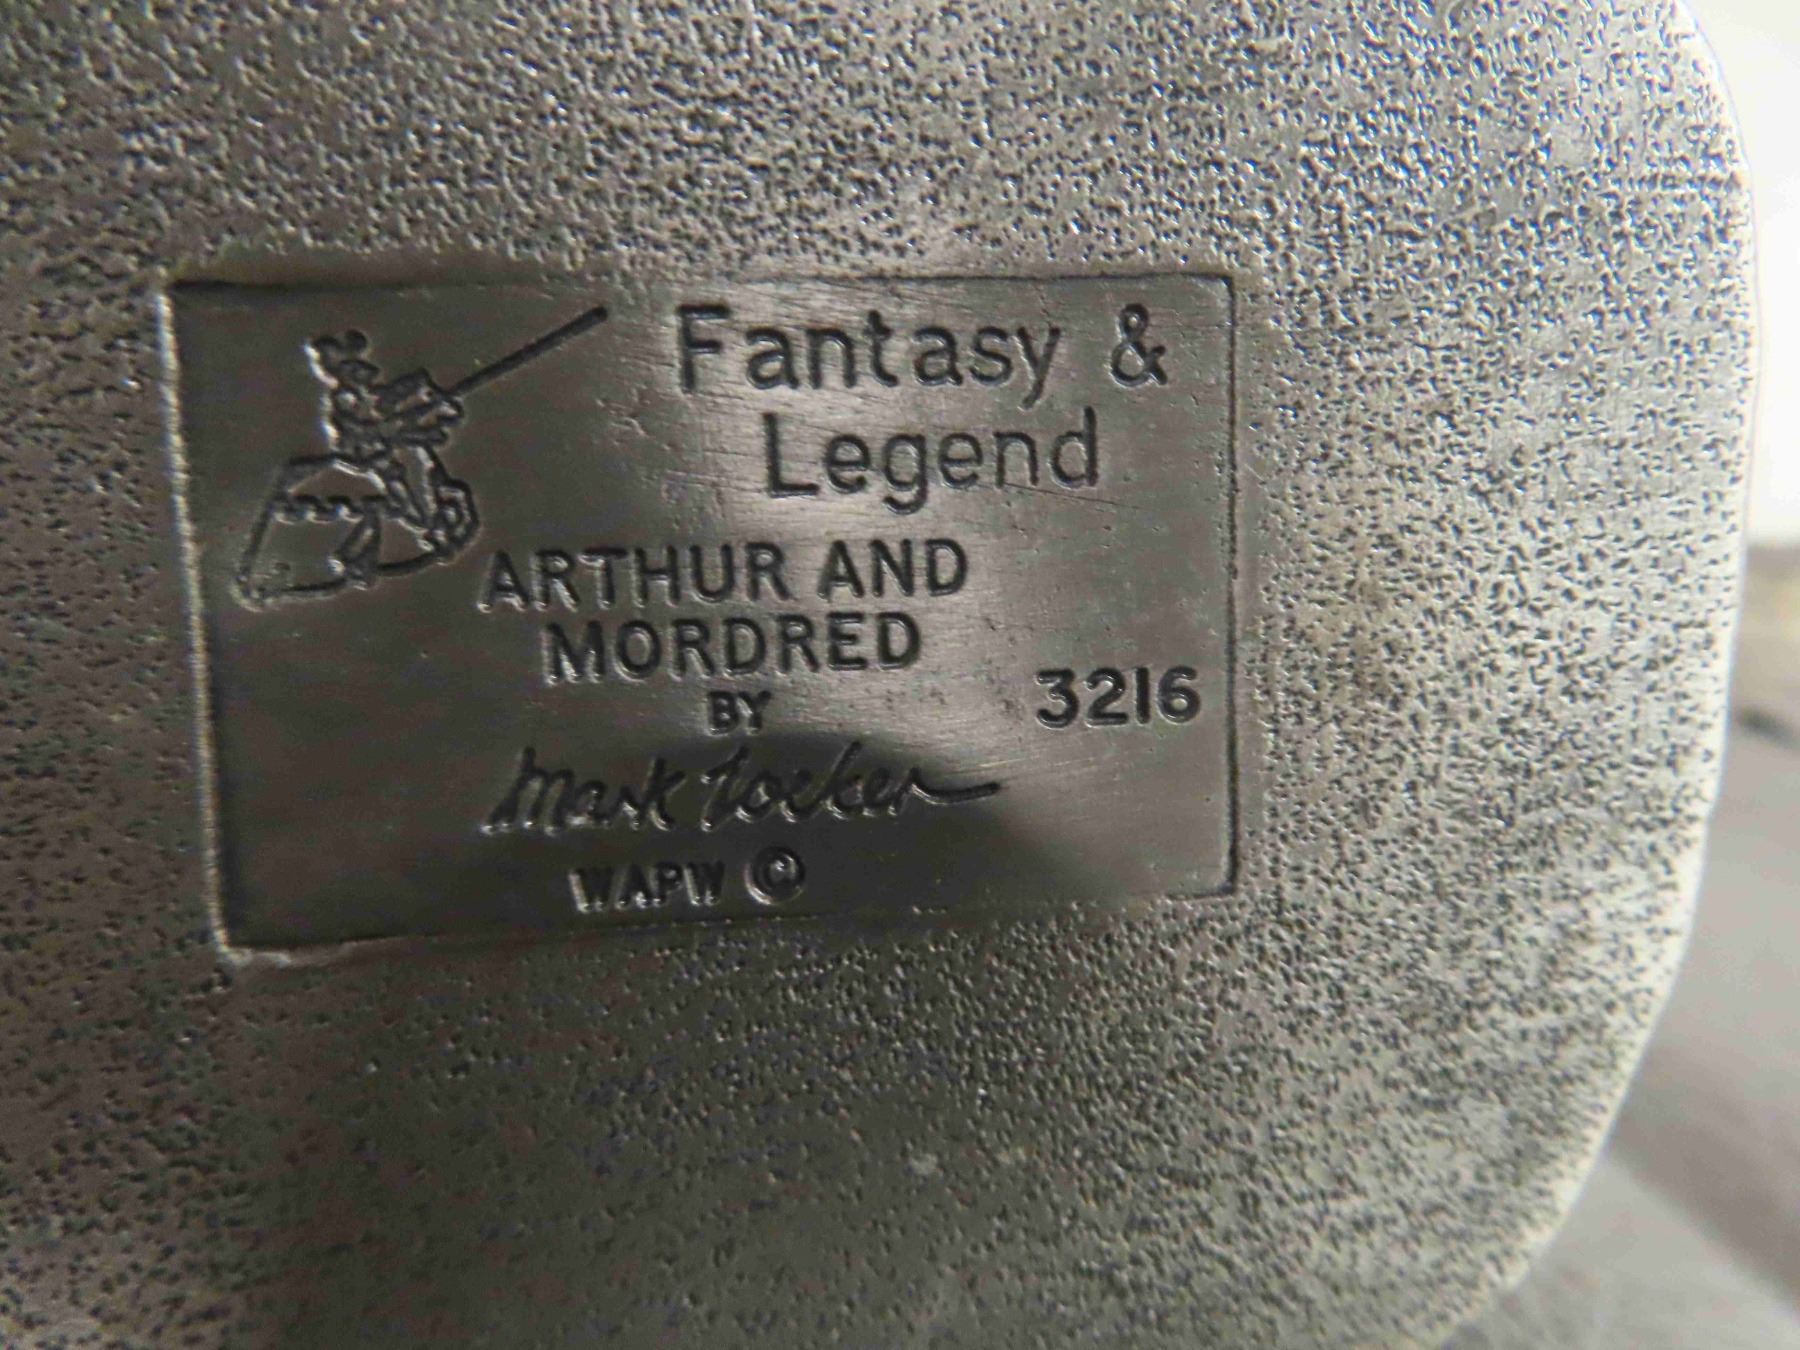 Fantasy &
Legend
ARTHUR AND
MORDRED
BY
3216
Mark Locker
WAPW ©